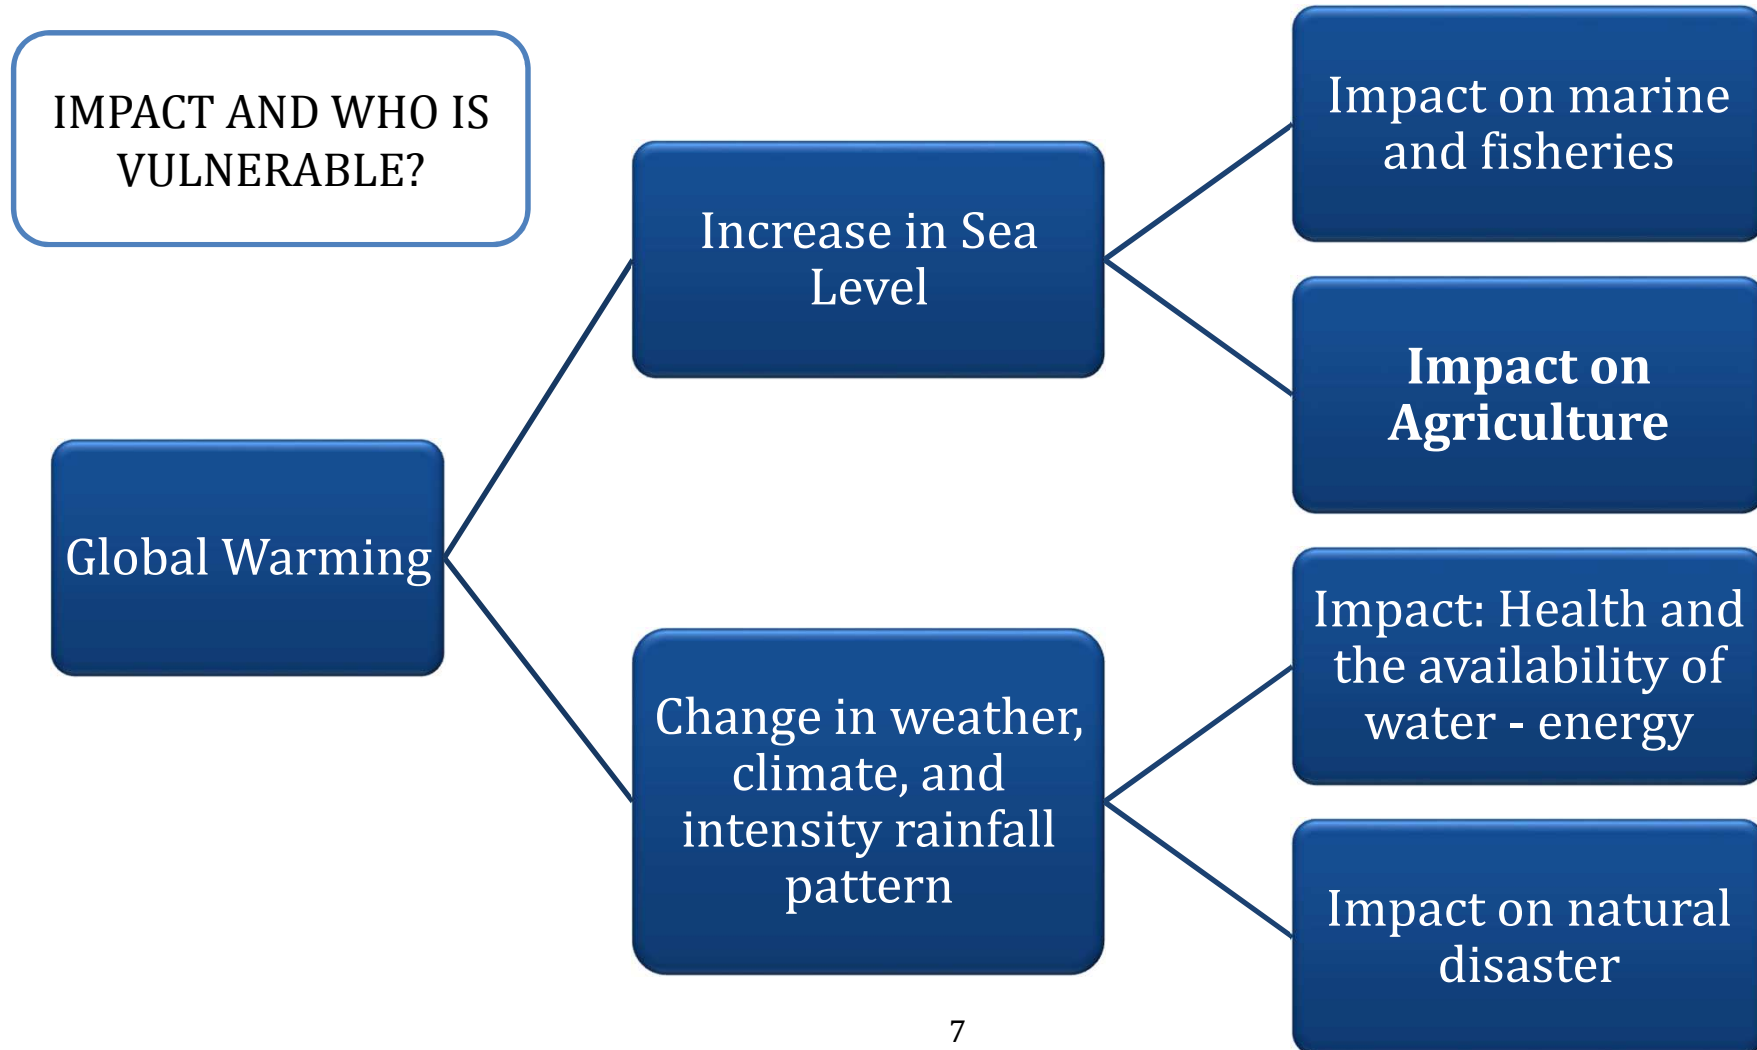 IMPACT AND WHO IS
VULNERABLE?
Global Warming
Increase in Sea
Level
Impact on marine
and fisheries
Impact on
Agriculture
Change in weather,
climate, and
intensity rainfall
pattern
Impact: Health and
the availability of
water - energy
Impact on natural
disaster
7